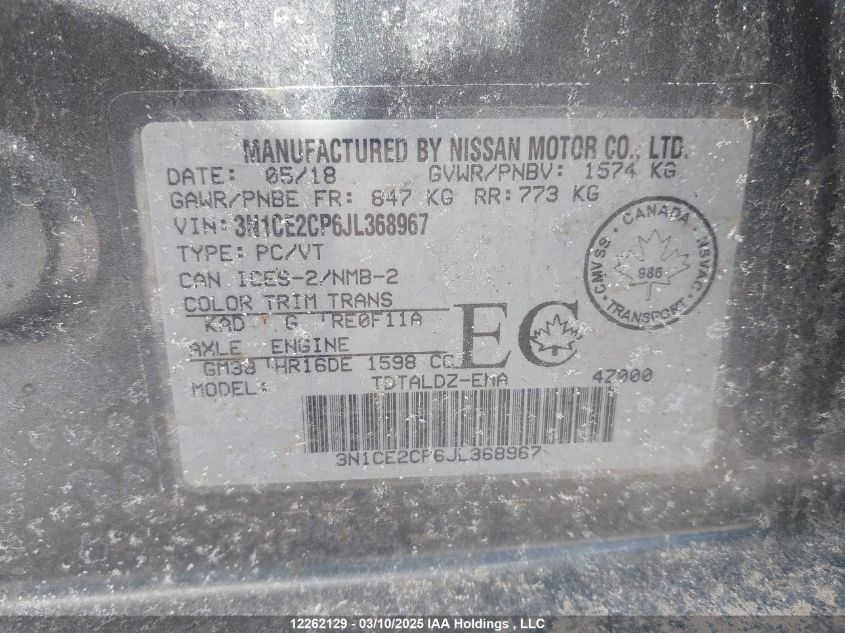 MANUFACTURED BY NISSAN MOTOR CO., LTD.
DATE: 05/18 GVWR/PNBV: 1574 KG
GAWR/PNBE FR: 847 KG RR: 773 KG
VIN: 3N1CE2CP6JL368967
TYPE: PC/VT
CAN ICES-2/NMB-2
COLOR TRIM TRANS
KAD G RE0F11A
AXLE ENGINE
GM38 HR16DE 1598 CC
MODEL: TDTALDZ-EMA 4Z000
EC
CANADA
CMVSS · NSVAC
986
TRANSPORT
3N1CE2CP6JL368967
12262129 - 03/10/2025 IAA Holdings, LLC